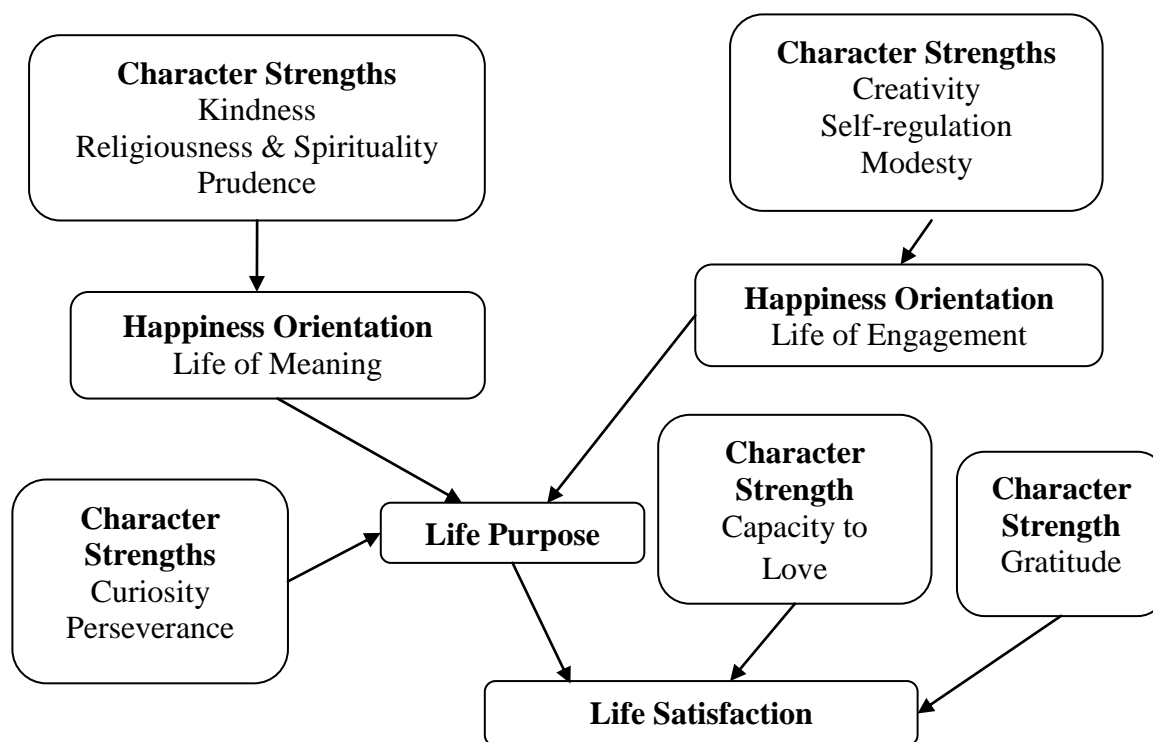 Character Strengths
Kindness
Religiousness & Spirituality
Prudence
Character Strengths
Creativity
Self-regulation
Modesty
Happiness Orientation
Life of Meaning
Happiness Orientation
Life of Engagement
Character
Strengths
Curiosity
Perseverance
Life Purpose
Character
Strength
Capacity to
Love
Character
Strength
Gratitude
Life Satisfaction